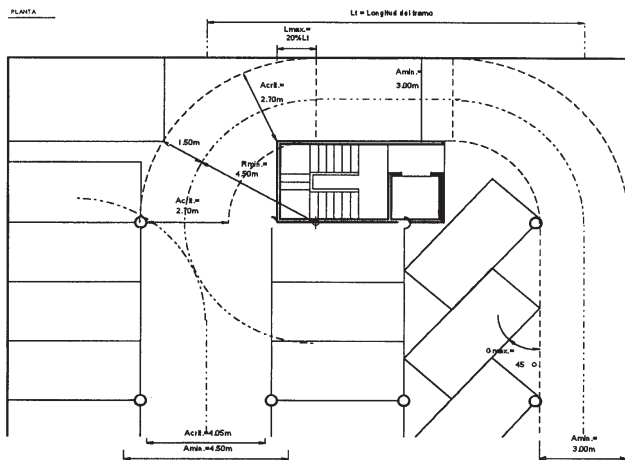 PLANTA
Lt = Longitud del tramo
Lmax.=
20%Lt
Acrit.=
2.70m
Amin.=
3.00m
1.50m
Rmin.=
4.50m
Acrit.=
2.70m
G max.=
45 o
Acrit.=4.05m
Amin.=4.50m
Amin.=
3.00m